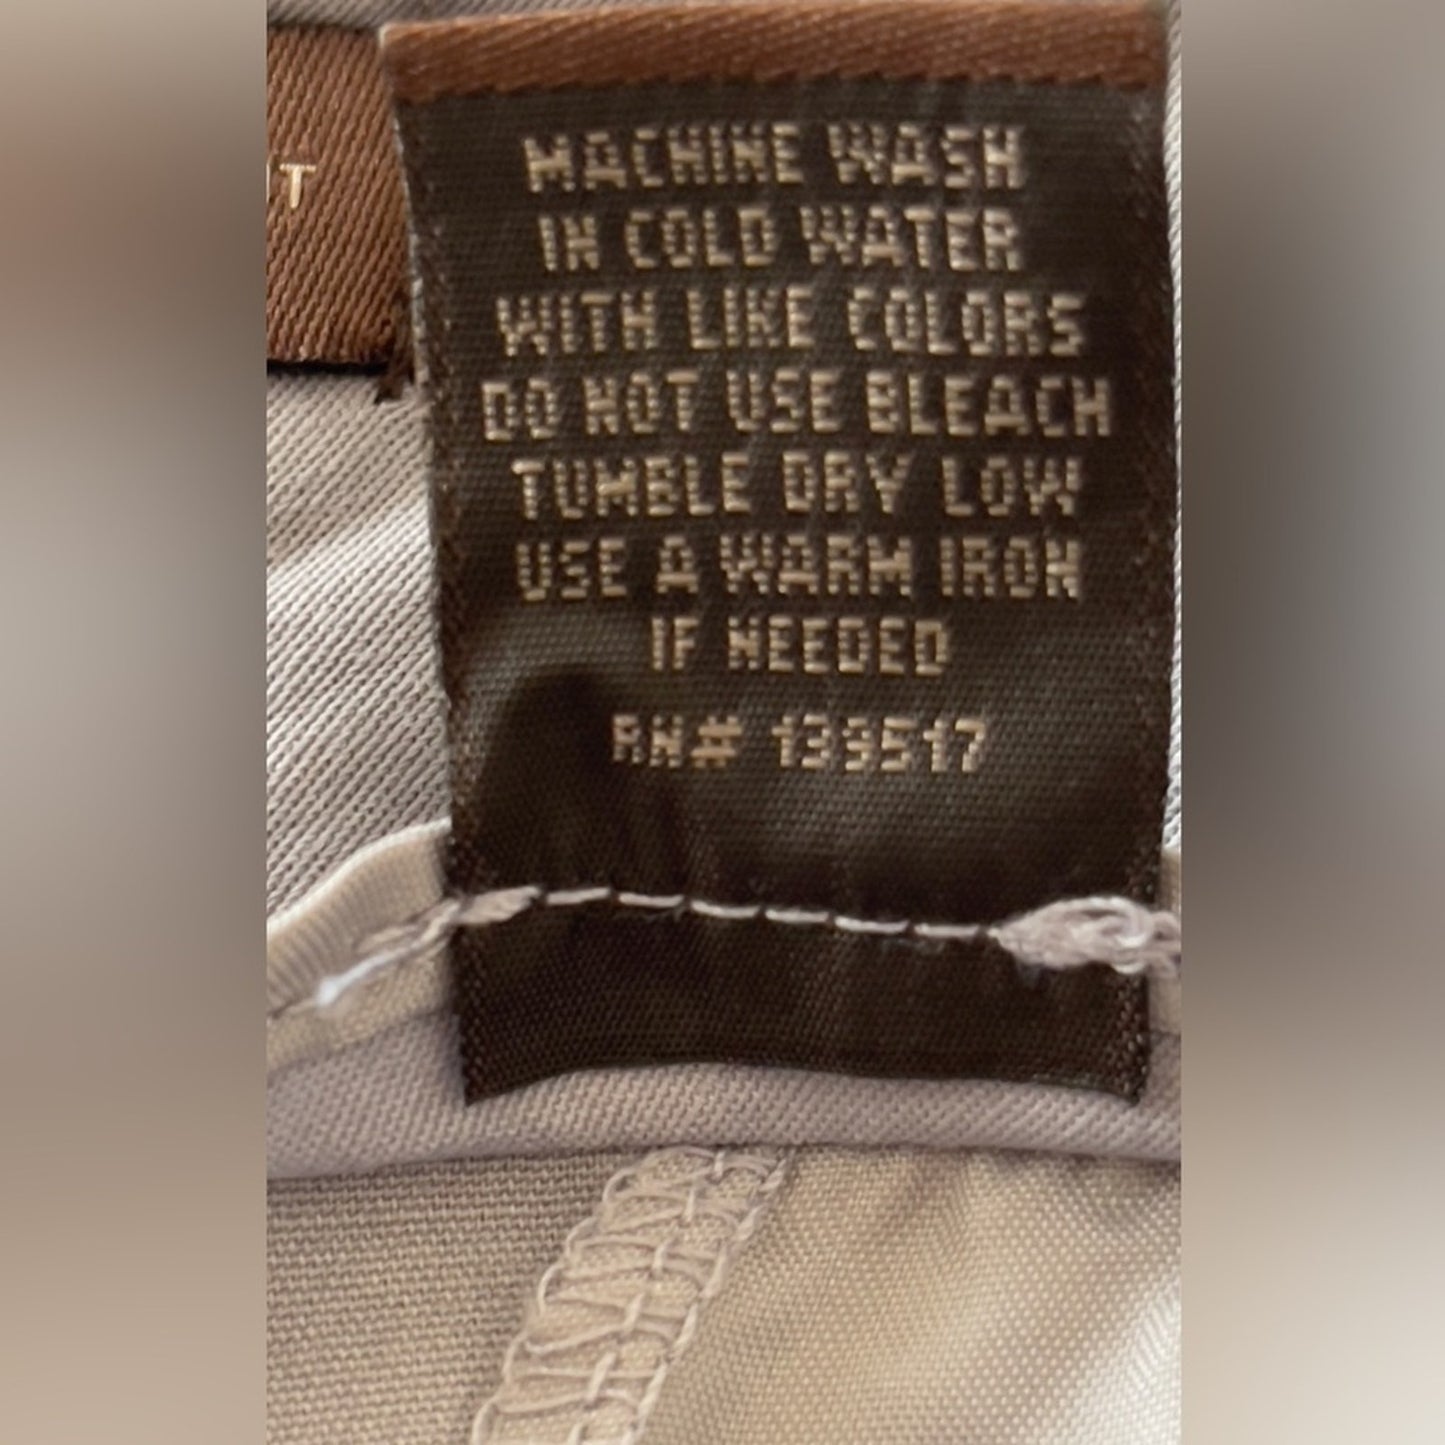 T
MACHINE WASH
IN COLD WATER
WITH LIKE COLORS
DO NOT USE BLEACH
TUMBLE DRY LOW
USE A WARM IRON
IF NEEDED
RN# 139517